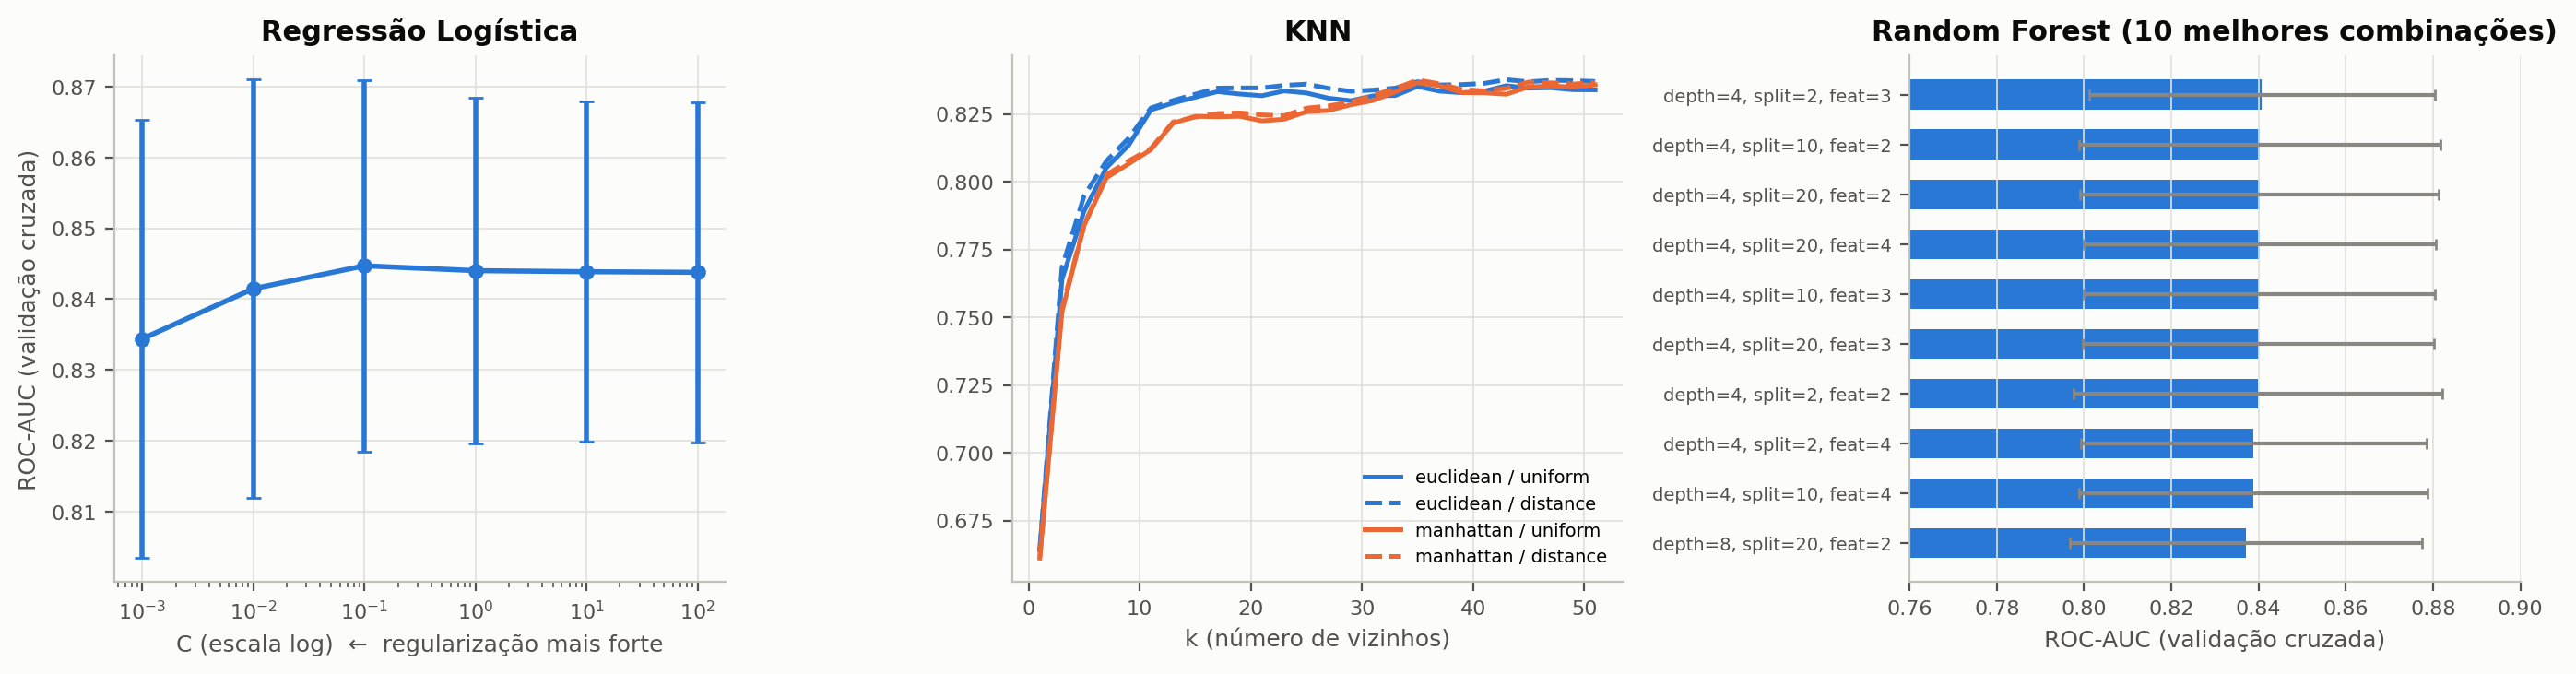 Regressão Logística
ROC-AUC (validação cruzada)
0.87
0.86
0.85
0.84
0.83
0.82
0.81
10⁻³ 10⁻² 10⁻¹ 10⁰ 10¹ 10²
C (escala log) ← regularização mais forte
KNN
0.825
0.800
0.775
0.750
0.725
0.700
0.675
euclidean / uniform
euclidean / distance
manhattan / uniform
manhattan / distance
0 10 20 30 40 50
k (número de vizinhos)
Random Forest (10 melhores combinações)
depth=4, split=2, feat=3
depth=4, split=10, feat=2
depth=4, split=20, feat=2
depth=4, split=20, feat=4
depth=4, split=10, feat=3
depth=4, split=20, feat=3
depth=4, split=2, feat=2
depth=4, split=2, feat=4
depth=4, split=10, feat=4
depth=8, split=20, feat=2
0.76 0.78 0.80 0.82 0.84 0.86 0.88 0.90
ROC-AUC (validação cruzada)